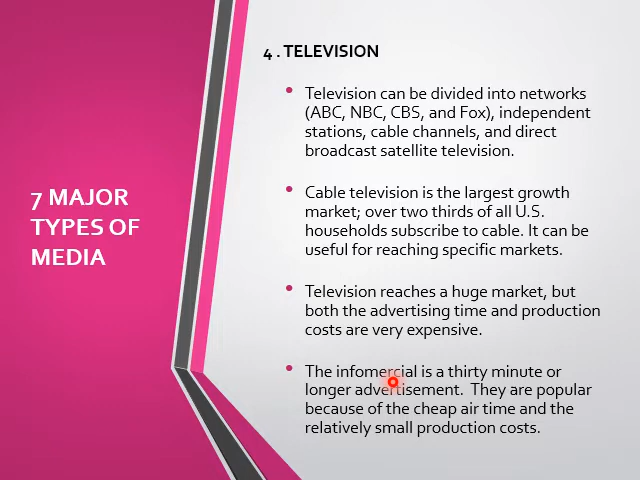 4 . TELEVISION
• Television can be divided into networks
(ABC, NBC, CBS, and Fox), independent
stations, cable channels, and direct
broadcast satellite television.
• Cable television is the largest growth
market; over two thirds of all U.S.
households subscribe to cable. It can be
useful for reaching specific markets.
• Television reaches a huge market, but
both the advertising time and production
costs are very expensive.
• The infomercial is a thirty minute or
longer advertisement. They are popular
because of the cheap air time and the
relatively small production costs.
7 MAJOR
TYPES OF
MEDIA